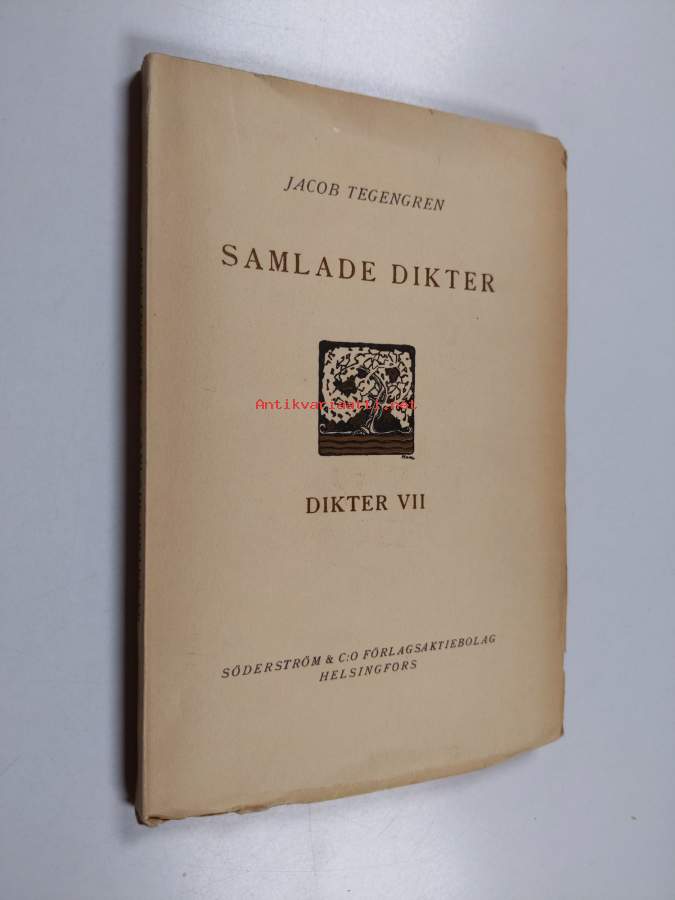 JACOB TEGENGREN
SAMLADE DIKTER
Antikvariaatti.net
DIKTER VII
SÖDERSTRÖM & C:O FÖRLAGSAKTIEBOLAG
HELSINGFORS